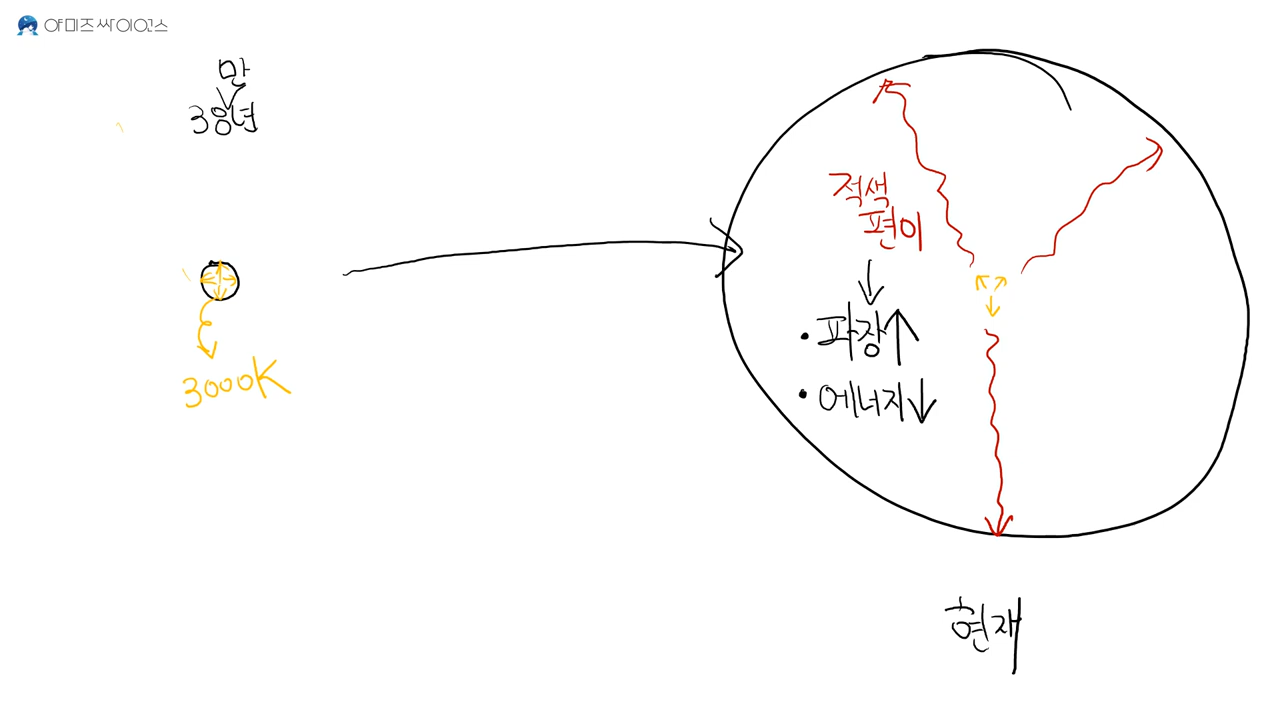 아미즈 싸이언스
만
38년
3000K
적색
편이
• 파장↑
• 에너지↓
현재